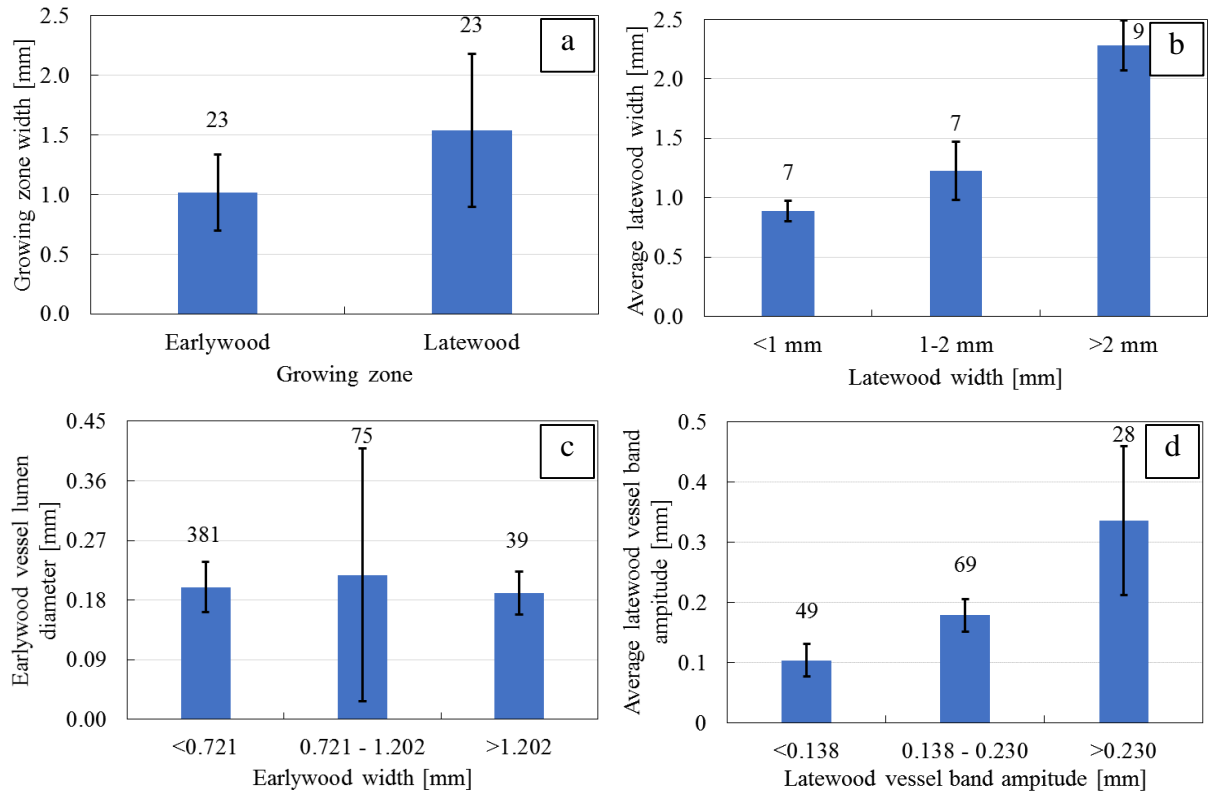 2.5
2.0
1.5
1.0
0.5
0.0
Growing zone width [mm]
23
23
a
Earlywood
Latewood
Growing zone
2.5
2.0
1.5
1.0
0.5
0.0
Average latewood width [mm]
7
7
9
b
<1 mm
1-2 mm
>2 mm
Latewood width [mm]
0.45
0.36
0.27
0.18
0.09
0.00
Earlywood vessel lumen
diameter [mm]
381
75
39
c
<0.721
0.721 - 1.202
>1.202
Earlywood width [mm]
0.5
0.4
0.3
0.2
0.1
0
Average latewood vessel band
ampitude [mm]
49
69
28
d
<0.138
0.138 - 0.230
>0.230
Latewood vessel band ampitude [mm]